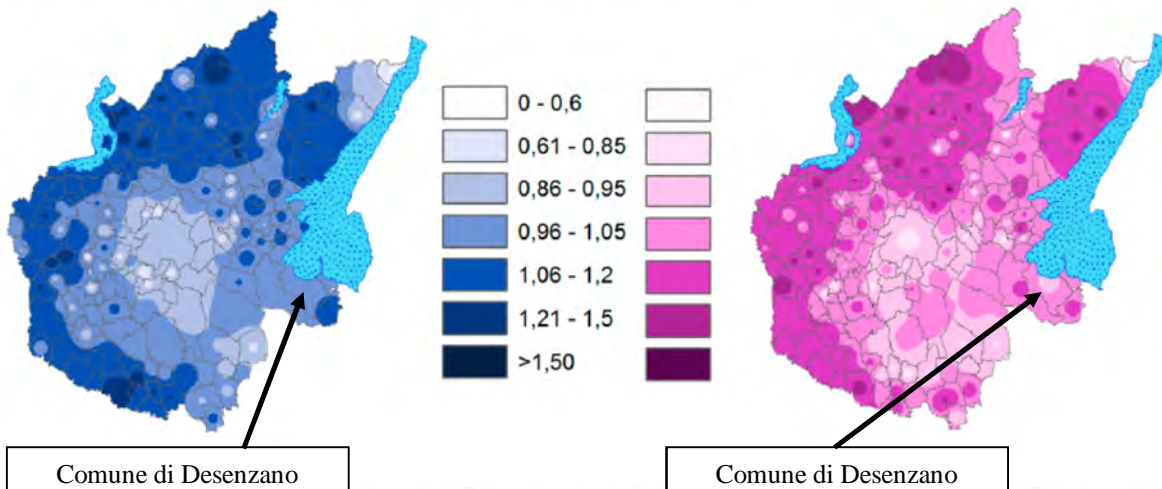 0 - 0,6
0,61 - 0,85
0,86 - 0,95
0,96 - 1,05
1,06 - 1,2
1,21 - 1,5
>1,50
Comune di Desenzano
Comune di Desenzano